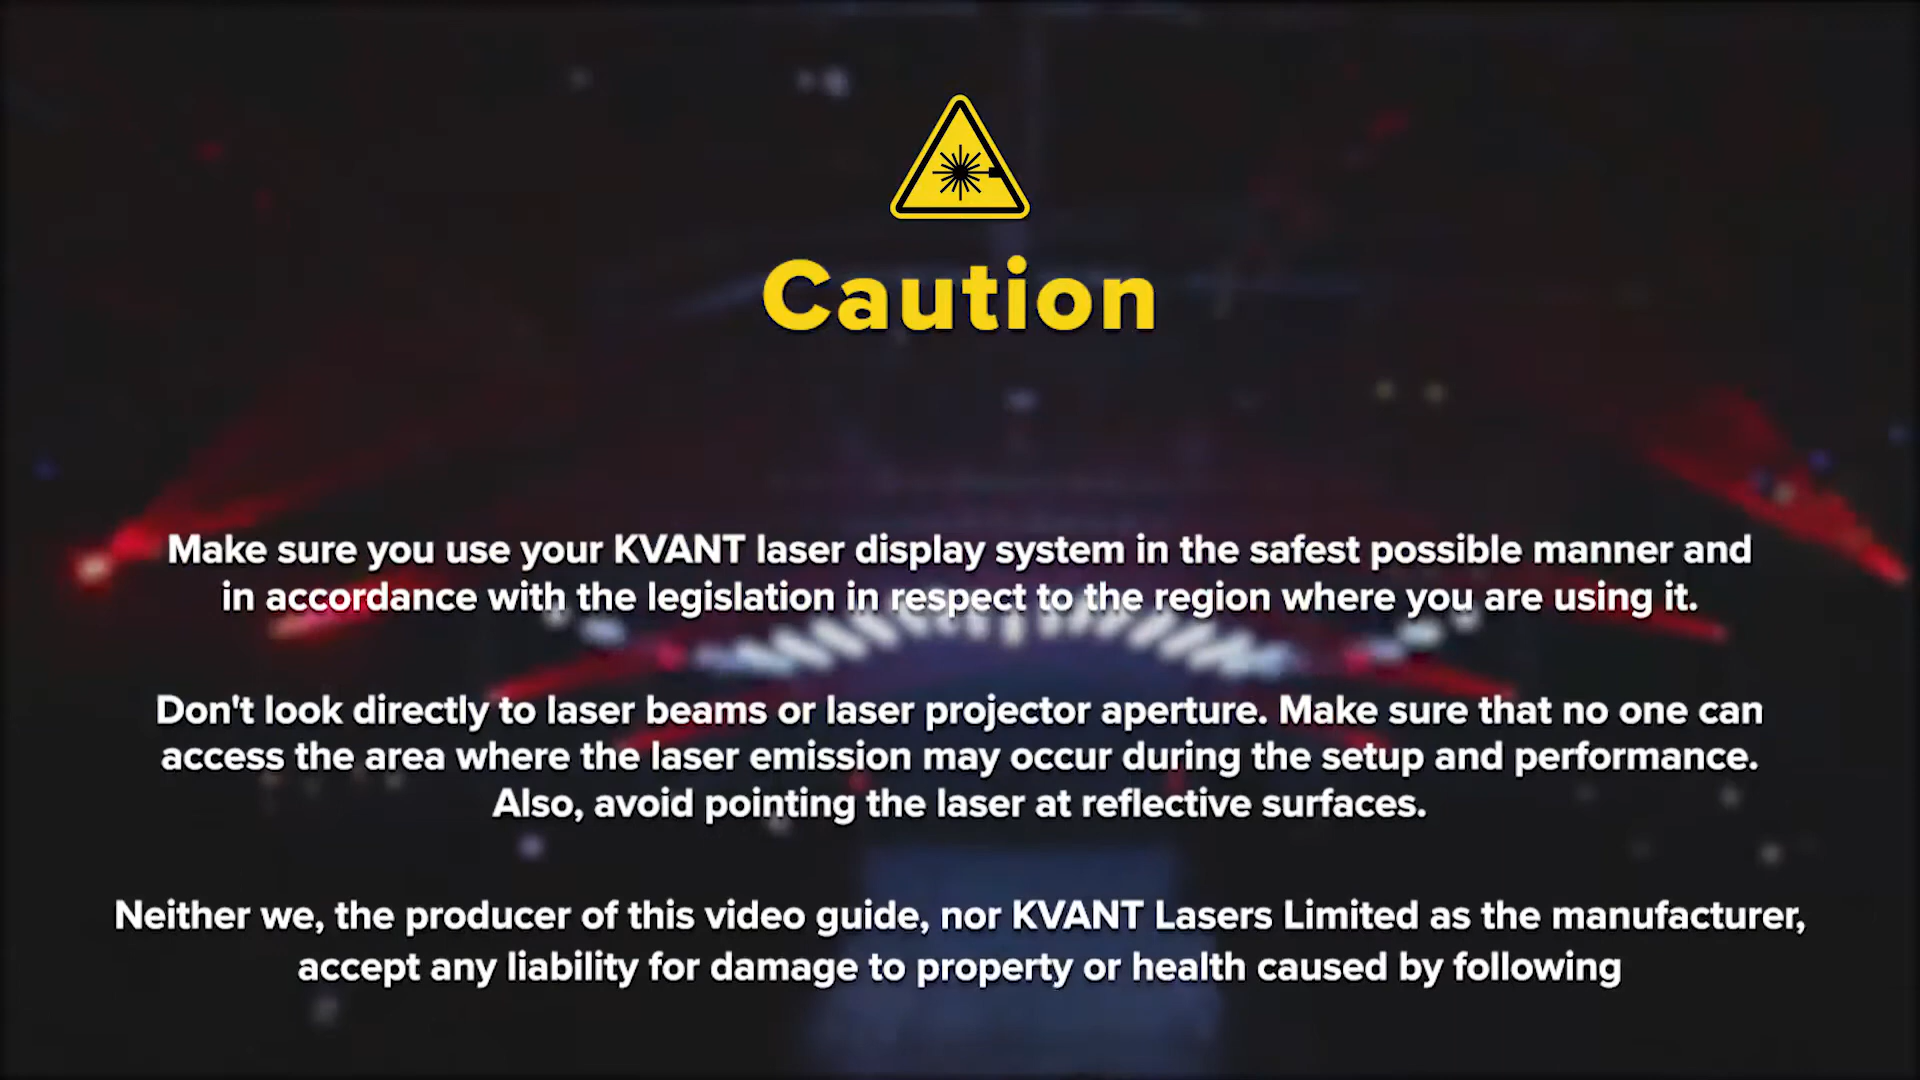 Caution
Make sure you use your KVANT laser display system in the safest possible manner and
in accordance with the legislation in respect to the region where you are using it.
Don't look directly to laser beams or laser projector aperture. Make sure that no one can
access the area where the laser emission may occur during the setup and performance.
Also, avoid pointing the laser at reflective surfaces.
Neither we, the producer of this video guide, nor KVANT Lasers Limited as the manufacturer,
accept any liability for damage to property or health caused by following